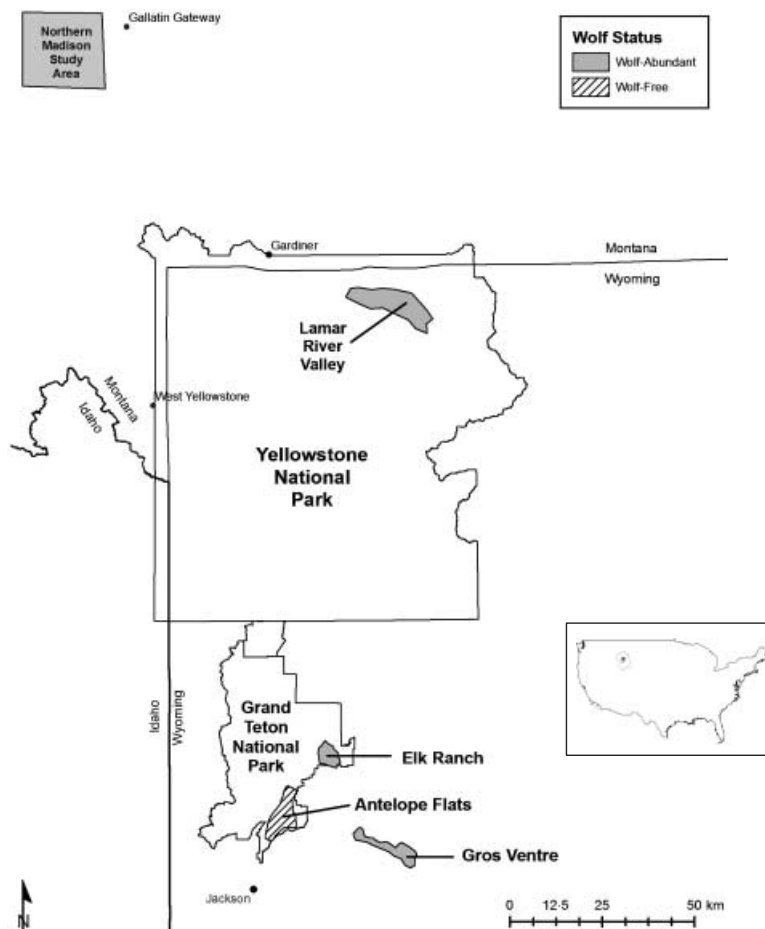 Gallatin Gateway
Northern
Madison
Study
Area
Wolf Status
Wolf-Abundant
Wolf-Free
Gardiner
Montana
Wyoming
Lamar
River
Valley
Montana
Idaho
West Yellowstone
Yellowstone
National
Park
Idaho
Wyoming
Grand
Teton
National
Park
Elk Ranch
Antelope Flats
Gros Ventre
Jackson
N
0 12·5 25 50 km